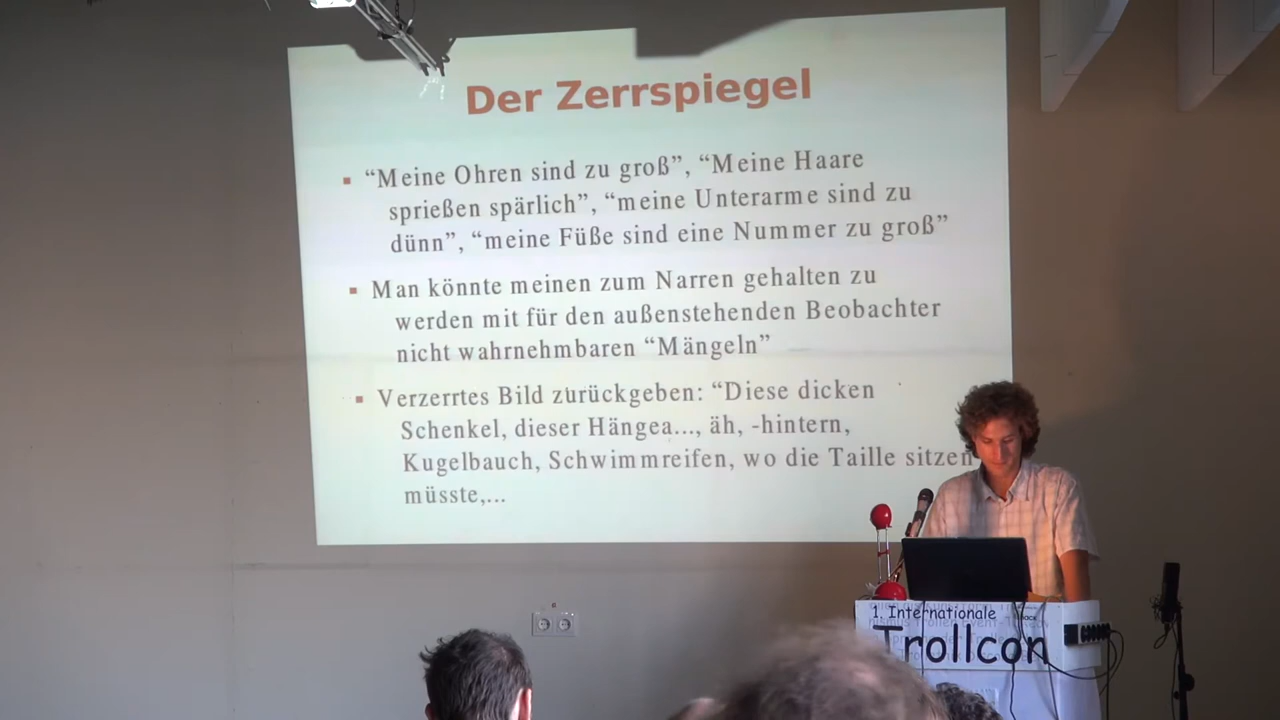 Der Zerrspiegel
“Meine Ohren sind zu groß”, “Meine Haare
sprießen spärlich”, “meine Unterarme sind zu
dünn”, “meine Füße sind eine Nummer zu groß”
Man könnte meinen zum Narren gehalten zu
werden mit für den außenstehenden Beobachter
nicht wahrnehmbaren “Mängeln”
Verzerrtes Bild zurückgeben: “Diese dicken
Schenkel, dieser Hängea..., äh, -hintern,
Kugelbauch, Schwimmreifen, wo die Taille sitzen
müsste,...
1. Internationale
Trollcon